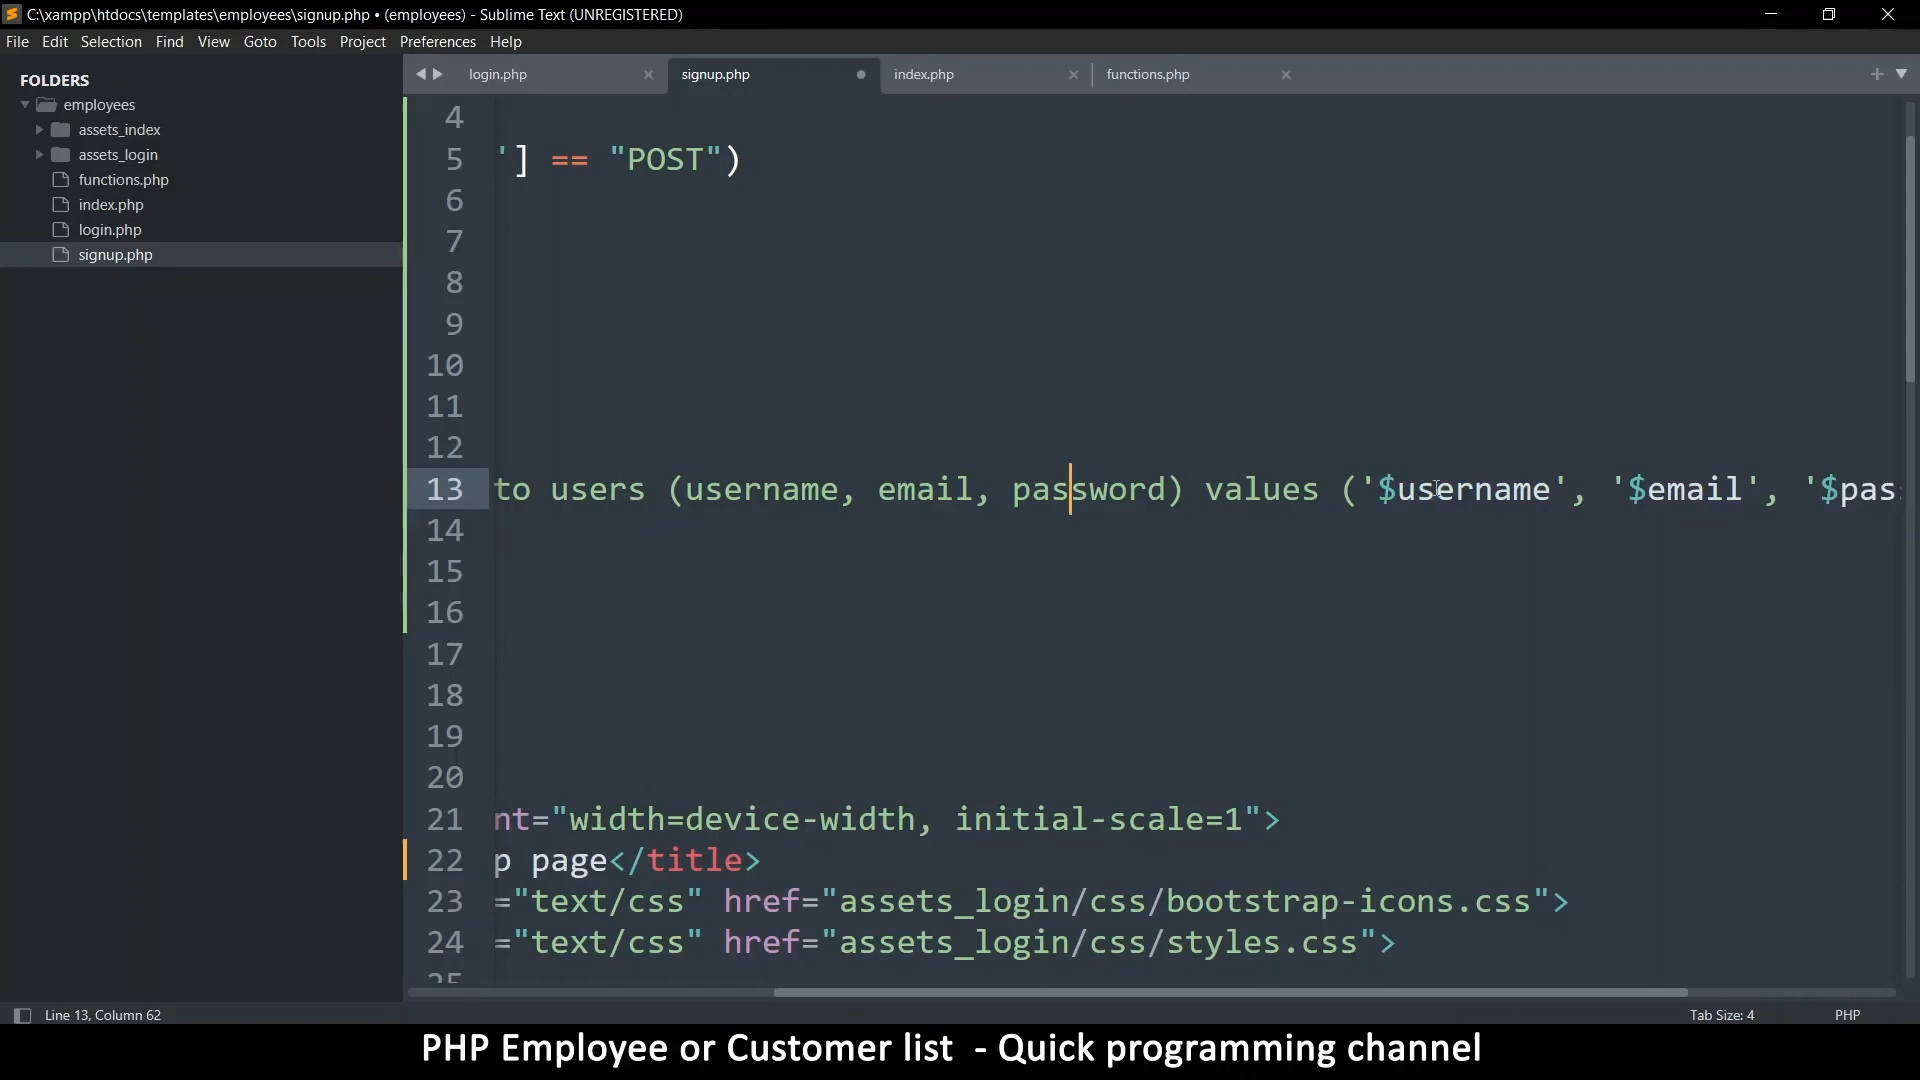 C:\xampp\htdocs\templates\employees\signup.php • (employees) - Sublime Text (UNREGISTERED)
File Edit Selection Find View Goto Tools Project Preferences Help
FOLDERS
employees
assets_index
assets_login
functions.php
index.php
login.php
signup.php
login.php signup.php index.php functions.php
4
5 '] == "POST")
6
7
8
9
10
11
12
13 to users (username, email, password) values ('$username', '$email', '$pas
14
15
16
17
18
19
20
21 nt="width=device-width, initial-scale=1">
22 p page</title>
23 ="text/css" href="assets_login/css/bootstrap-icons.css">
24 ="text/css" href="assets_login/css/styles.css">
25
Line 13, Column 62 Tab Size: 4 PHP
PHP Employee or Customer list - Quick programming channel